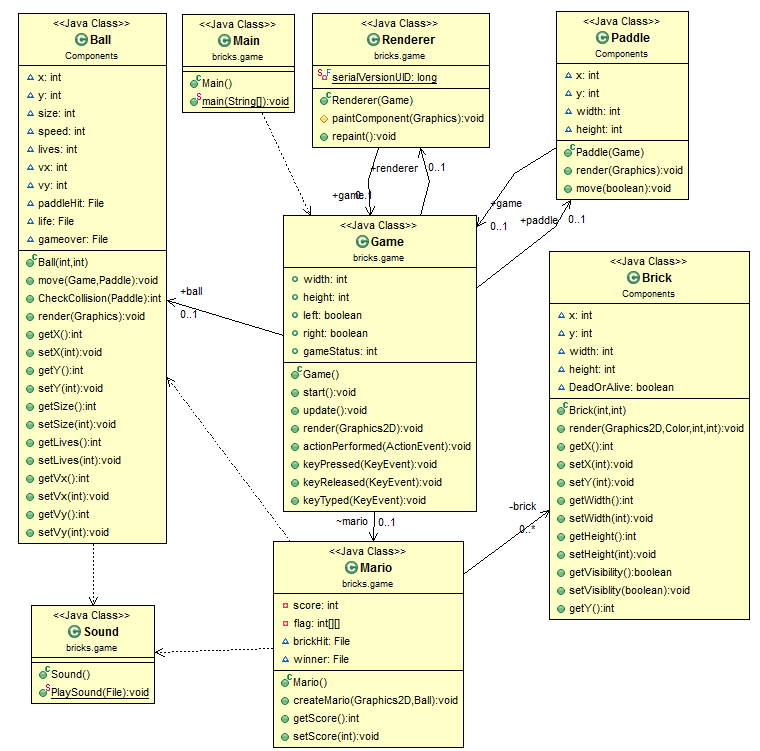 <<Java Class>>
Ball
Components
x: int
y: int
size: int
speed: int
lives: int
vx: int
vy: int
paddleHit: File
life: File
gameover: File
Ball(int,int)
move(Game,Paddle):void
CheckCollision(Paddle):int
render(Graphics):void
getX():int
setX(int):void
getY():int
setY(int):void
getSize():int
setSize(int):void
getLives():int
setLives(int):void
getVx():int
setVx(int):void
getVy():int
setVy(int):void
<<Java Class>>
Main
bricks.game
Main()
main(String[]):void
<<Java Class>>
Renderer
bricks.game
serialVersionUID: long
Renderer(Game)
paintComponent(Graphics):void
repaint():void
<<Java Class>>
Paddle
Components
x: int
y: int
width: int
height: int
Paddle(Game)
render(Graphics):void
move(boolean):void
+renderer
0..1
+game
0..1
+game
0..1
+paddle
0..1
+ball
0..1
<<Java Class>>
Game
bricks.game
width: int
height: int
left: boolean
right: boolean
gameStatus: int
Game()
start():void
update():void
render(Graphics2D):void
actionPerformed(ActionEvent):void
keyPressed(KeyEvent):void
keyReleased(KeyEvent):void
keyTyped(KeyEvent):void
<<Java Class>>
Brick
Components
x: int
y: int
width: int
height: int
DeadOrAlive: boolean
Brick(int,int)
render(Graphics2D,Color,int,int):void
getX():int
setX(int):void
setY(int):void
getWidth():int
setWidth(int):void
getHeight():int
setHeight(int):void
getVisibility():boolean
setVisiblity(boolean):void
getY():int
~mario
0..1
-brick
0..*
<<Java Class>>
Sound
bricks.game
Sound()
PlaySound(File):void
<<Java Class>>
Mario
bricks.game
score: int
flag: int[][]
brickHit: File
winner: File
Mario()
createMario(Graphics2D,Ball):void
getScore():int
setScore(int):void